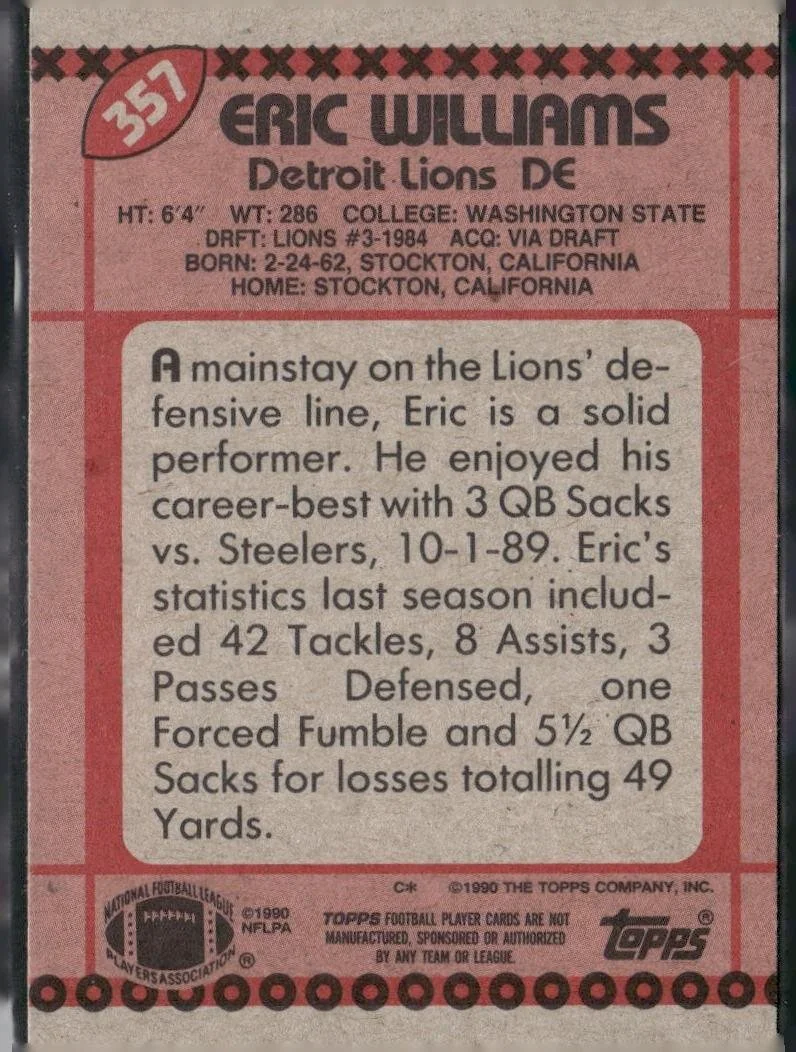 357
ERIC WILLIAMS
Detroit Lions DE
HT: 6'4" WT: 286 COLLEGE: WASHINGTON STATE
DRFT: LIONS #3-1984 ACQ: VIA DRAFT
BORN: 2-24-62, STOCKTON, CALIFORNIA
HOME: STOCKTON, CALIFORNIA
A mainstay on the Lions' de-
fensive line, Eric is a solid
performer. He enjoyed his
career-best with 3 QB Sacks
vs. Steelers, 10-1-89. Eric's
statistics last season includ-
ed 42 Tackles, 8 Assists, 3
Passes Defensed, one
Forced Fumble and 5½ QB
Sacks for losses totalling 49
Yards.
C* ©1990 THE TOPPS COMPANY, INC.
NATIONAL FOOTBALL LEAGUE
PLAYERS ASSOCIATION ®
©1990
NFLPA
TOPPS FOOTBALL PLAYER CARDS ARE NOT
MANUFACTURED, SPONSORED OR AUTHORIZED
BY ANY TEAM OR LEAGUE.
Topps®